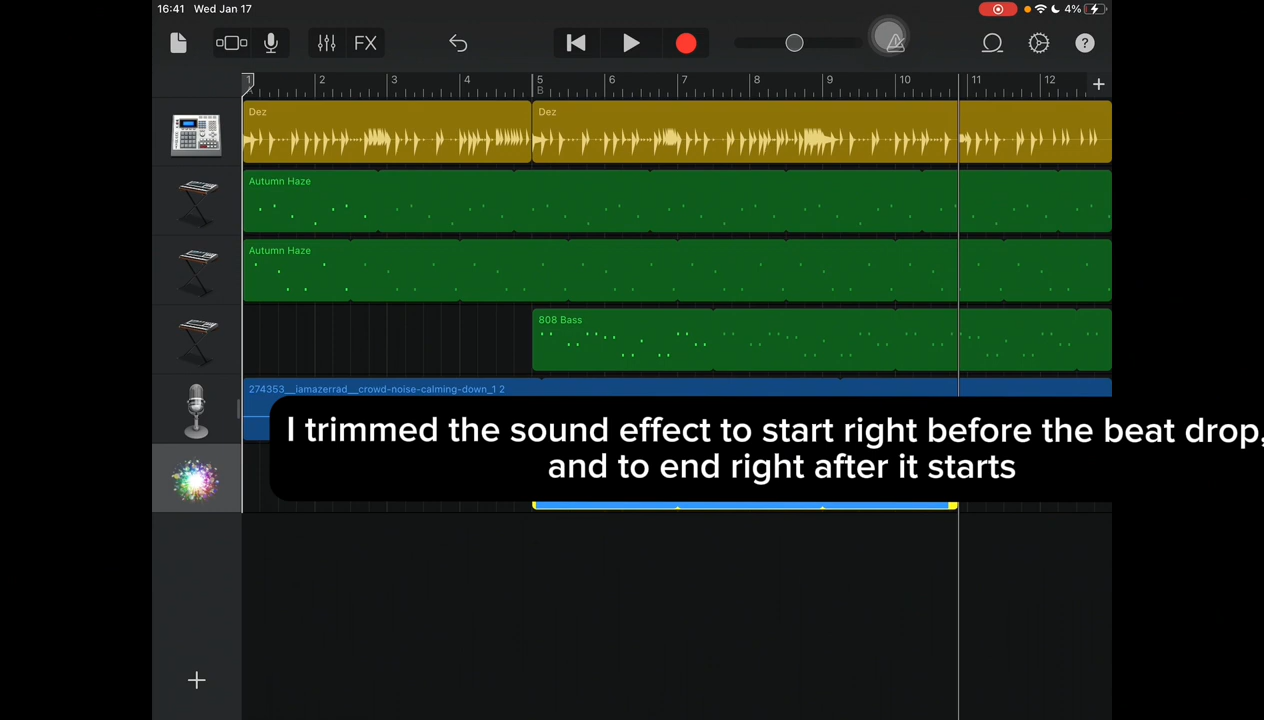 16:41 Wed Jan 17 4%
FX
1 2 3 4 5 6 7 8 9 10 11 12
A B
Dez Dez
Autumn Haze
Autumn Haze
808 Bass
274353__iamazerrad__crowd-noise-calming-down_1 2
I trimmed the sound effect to start right before the beat drop,
and to end right after it starts